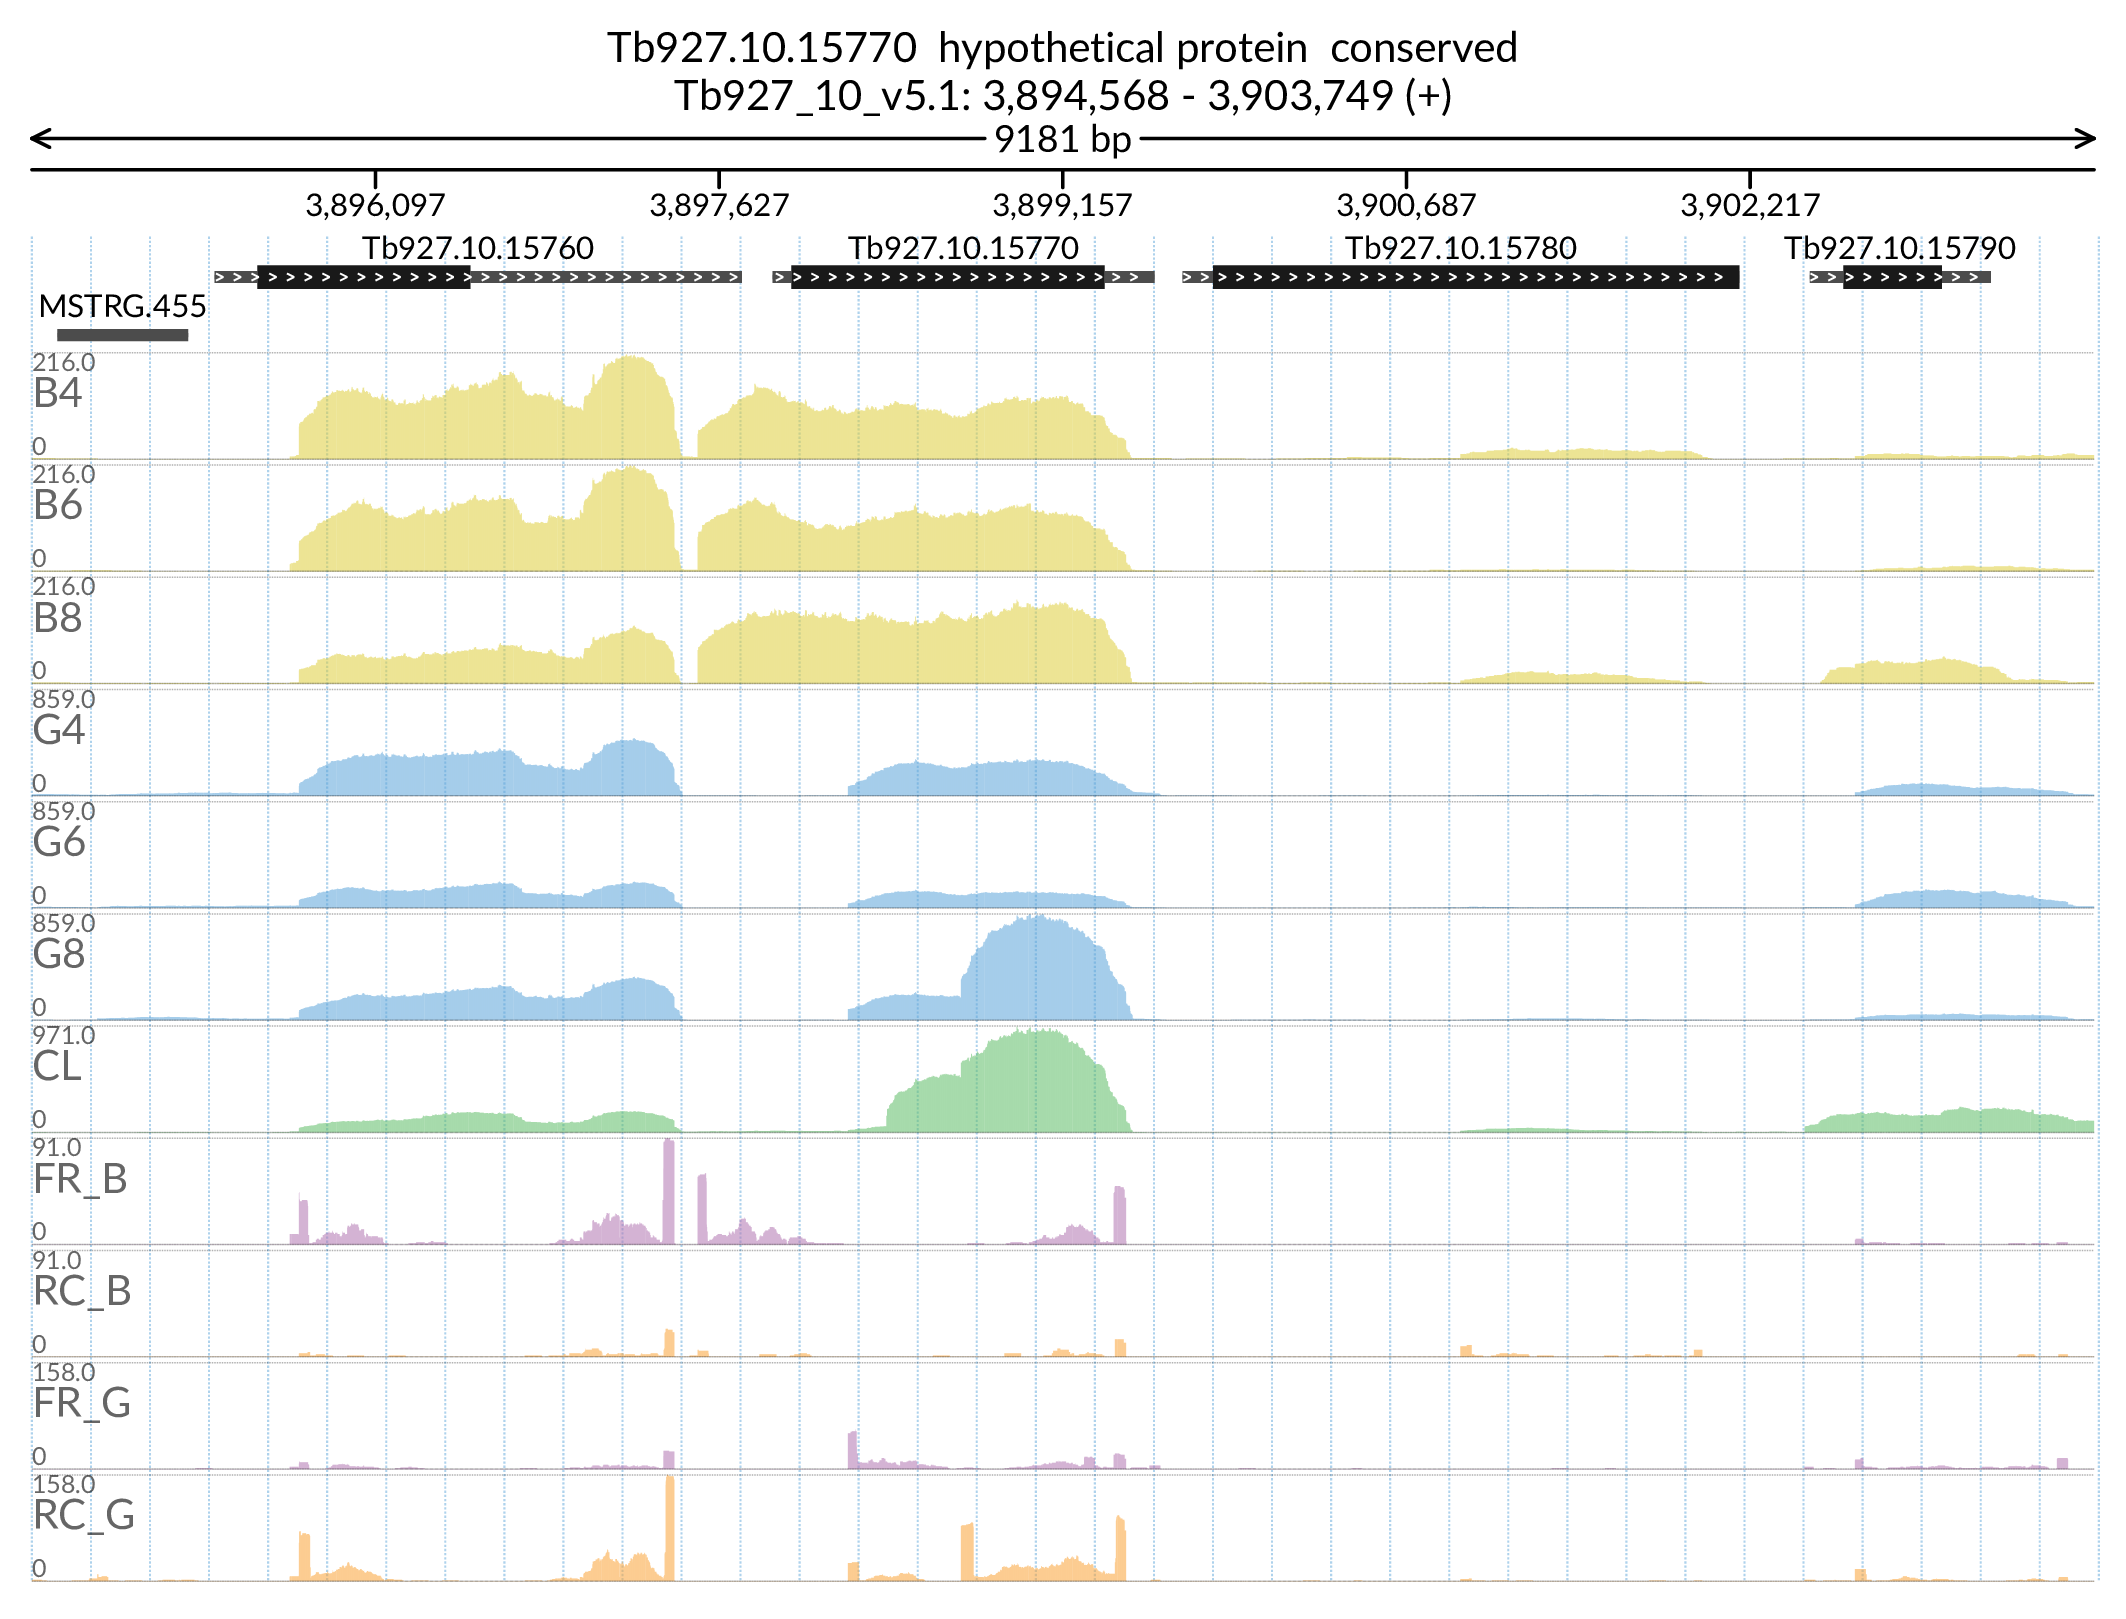 Tb927.10.15770 hypothetical protein conserved
Tb927_10_v5.1: 3,894,568 - 3,903,749 (+)
9181 bp
3,896,097 3,897,627 3,899,157 3,900,687 3,902,217
Tb927.10.15760 Tb927.10.15770 Tb927.10.15780 Tb927.10.15790
MSTRG.455
216.0
B4
0
216.0
B6
0
216.0
B8
0
859.0
G4
0
859.0
G6
0
859.0
G8
0
971.0
CL
0
91.0
FR_B
0
91.0
RC_B
0
158.0
FR_G
0
158.0
RC_G
0